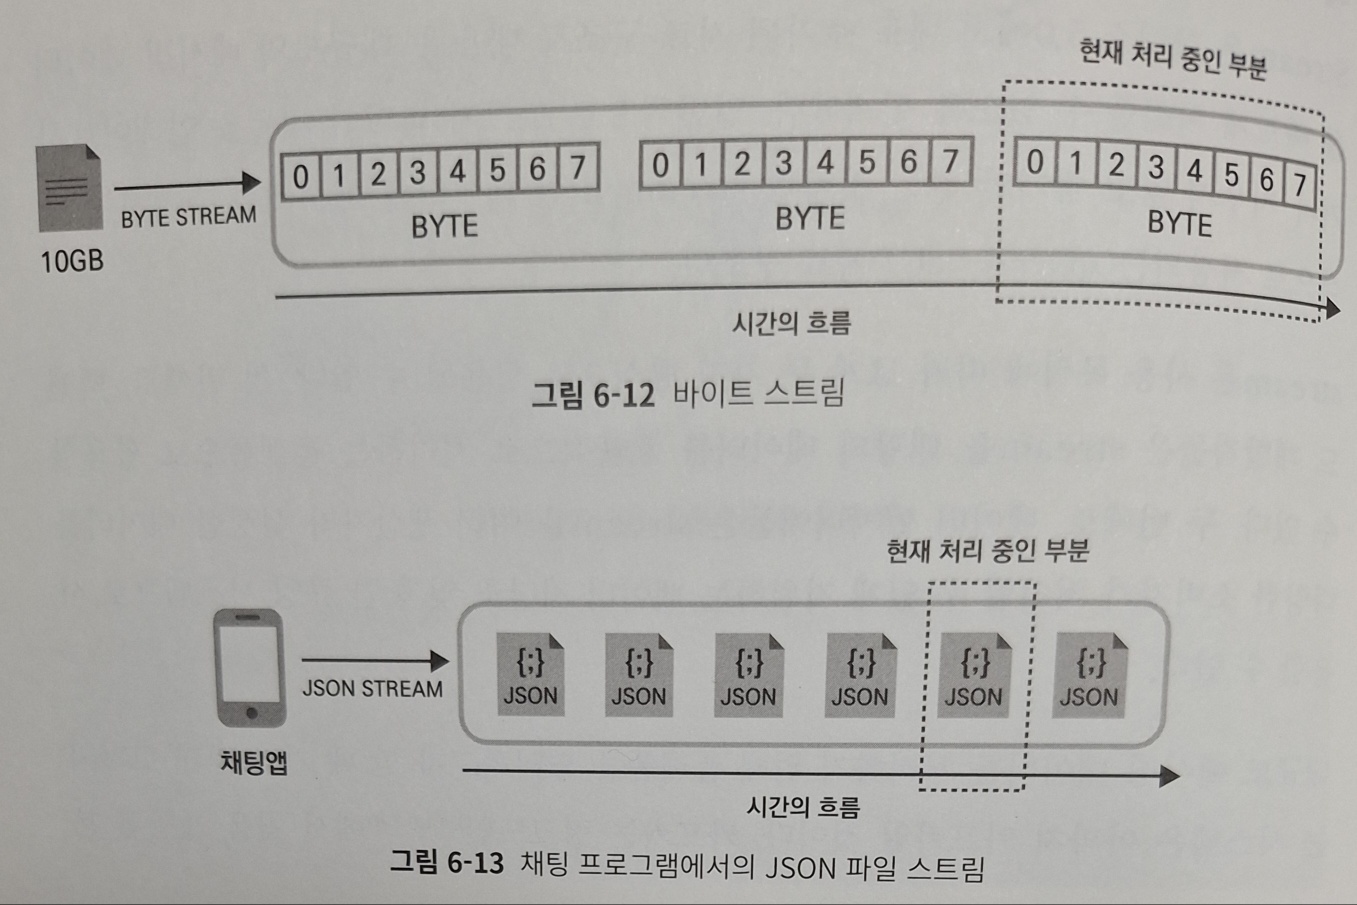 현재 처리 중인 부분
0 1 2 3 4 5 6 7
0 1 2 3 4 5 6 7
0 1 2 3 4 5 6 7
BYTE STREAM
BYTE
BYTE
BYTE
10GB
시간의 흐름
그림 6-12 바이트 스트림
현재 처리 중인 부분
{;} {;} {;} {;} {;} {;}
JSON JSON JSON JSON JSON JSON
JSON STREAM
채팅앱
시간의 흐름
그림 6-13 채팅 프로그램에서의 JSON 파일 스트림